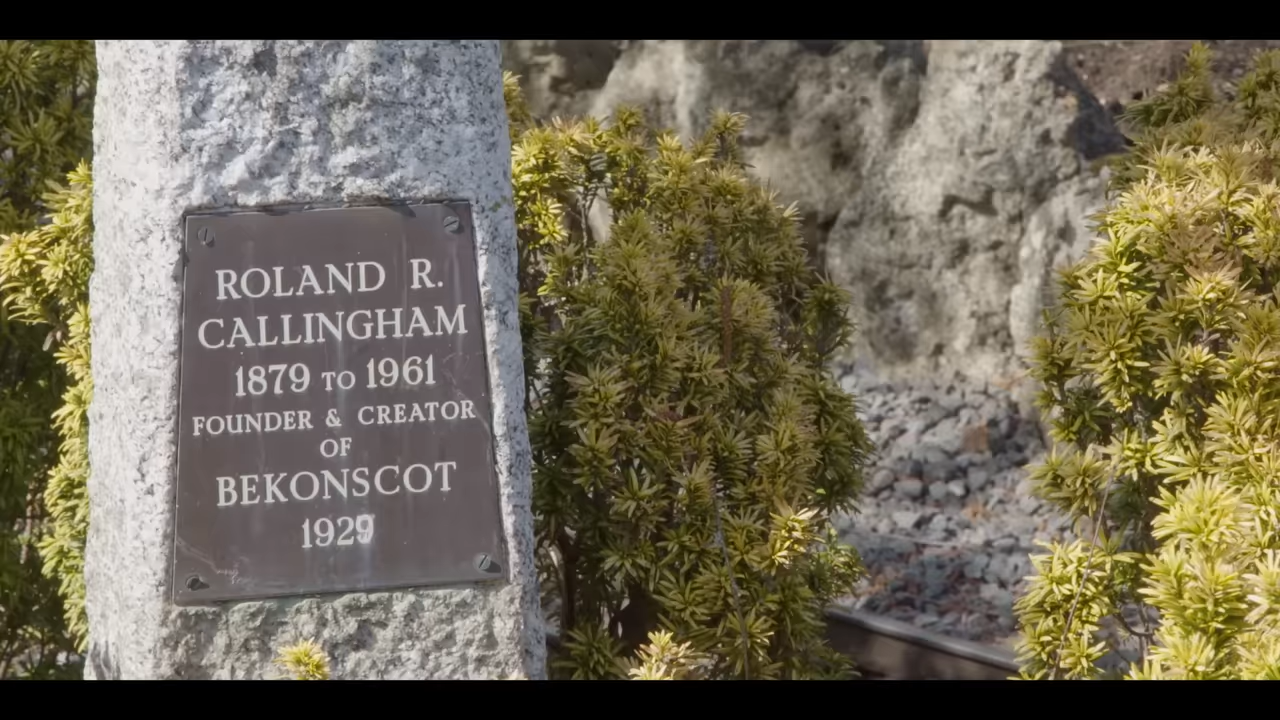 ROLAND R.
CALLINGHAM
1879 TO 1961
FOUNDER & CREATOR
OF
BEKONSCOT
1929